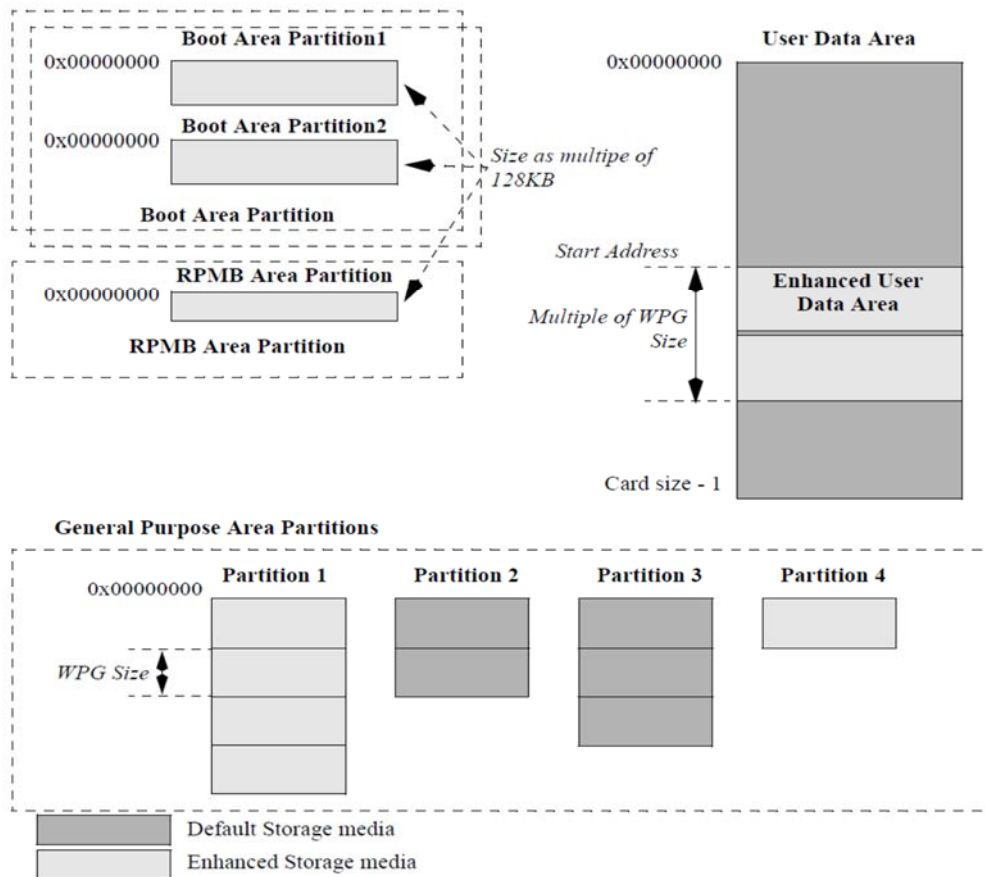 Boot Area Partition1
0x00000000
Boot Area Partition2
0x00000000
Boot Area Partition
Size as multipe of
128KB
RPMB Area Partition
0x00000000
RPMB Area Partition
User Data Area
0x00000000
Start Address
Enhanced User
Data Area
Multiple of WPG
Size
Card size - 1
General Purpose Area Partitions
0x00000000
Partition 1
Partition 2
Partition 3
Partition 4
WPG Size
Default Storage media
Enhanced Storage media